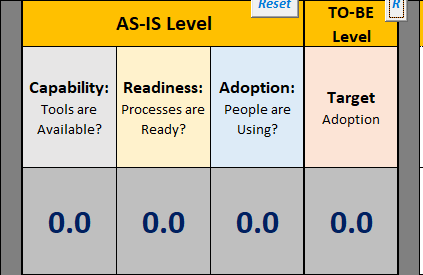 Reset
R
AS-IS Level
TO-BE
Level
Capability:
Tools are
Available?
Readiness:
Processes are
Ready?
Adoption:
People are
Using?
Target
Adoption
0.0
0.0
0.0
0.0